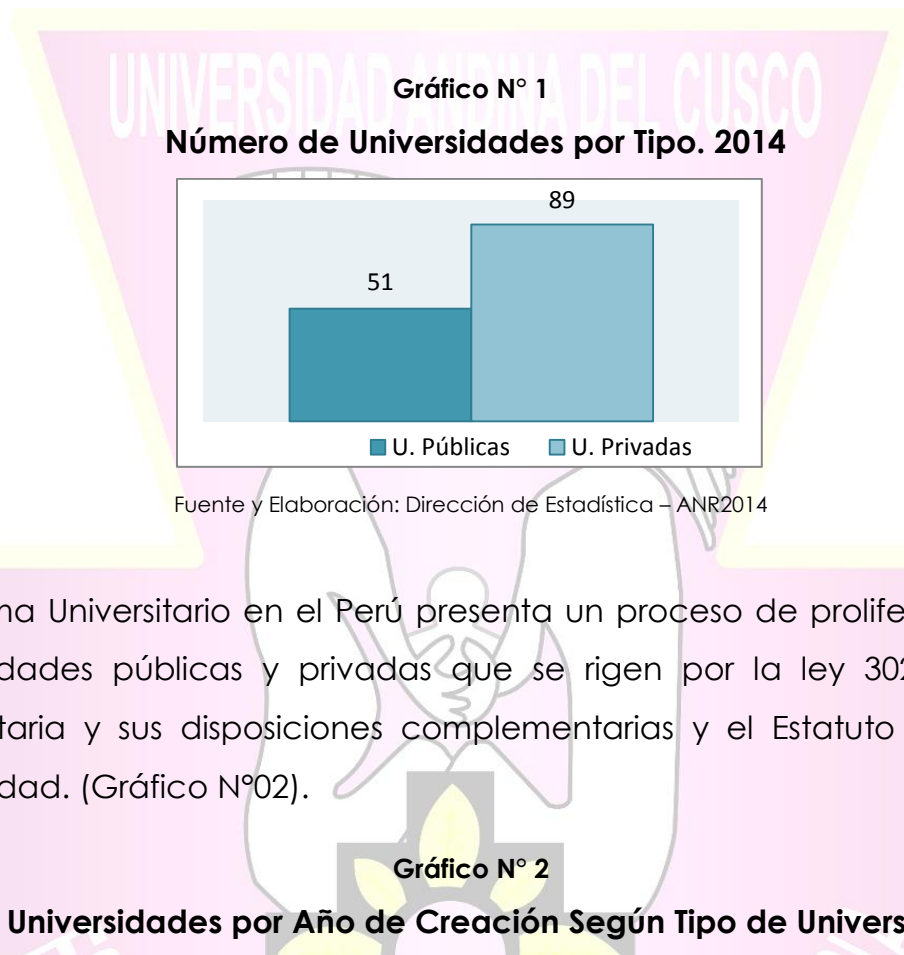 UNIVERSIDAD ANDINA DEL CUSCO
Gráfico N° 1
Número de Universidades por Tipo. 2014
89
51
U. Públicas U. Privadas
Fuente y Elaboración: Dirección de Estadística – ANR2014
na Universitario en el Perú presenta un proceso de prolife
dades públicas y privadas que se rigen por la ley 302
taria y sus disposiciones complementarias y el Estatuto
dad. (Gráfico N°02).
Gráfico N° 2
Universidades por Año de Creación Según Tipo de Univers